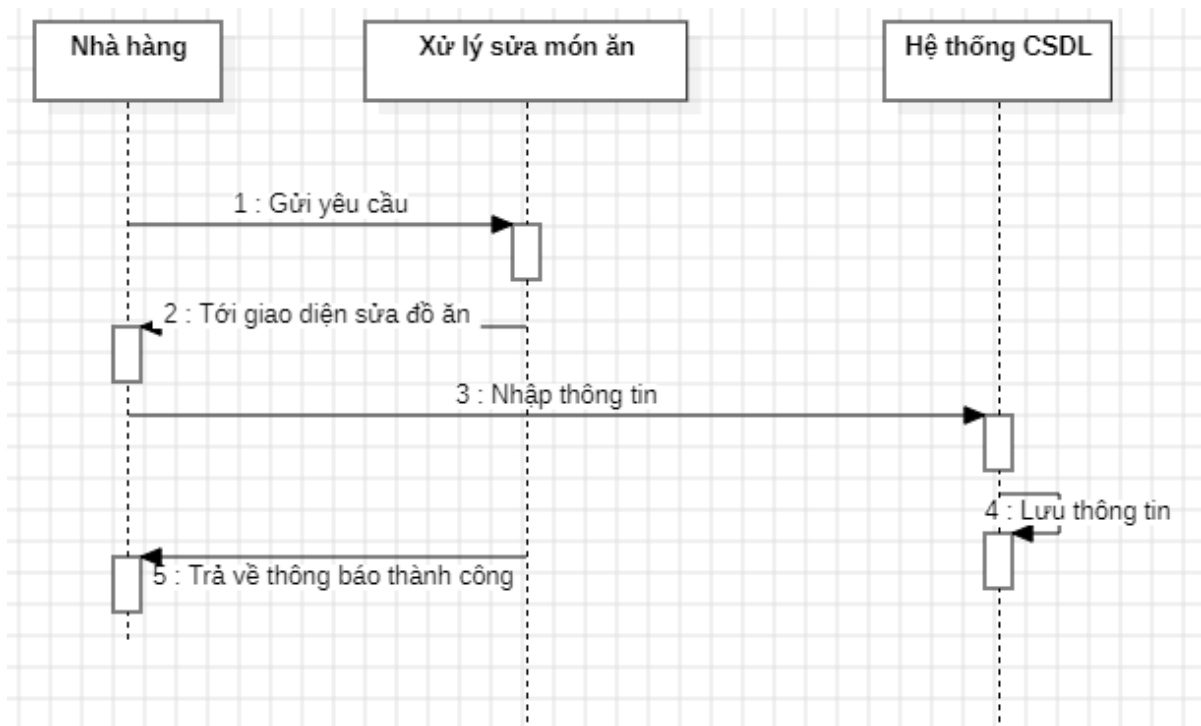 Nhà hàng
Xử lý sửa món ăn
Hệ thống CSDL
1 : Gửi yêu cầu
2 : Tới giao diện sửa đồ ăn
3 : Nhập thông tin
4 : Lưu thông tin
5 : Trả về thông báo thành công